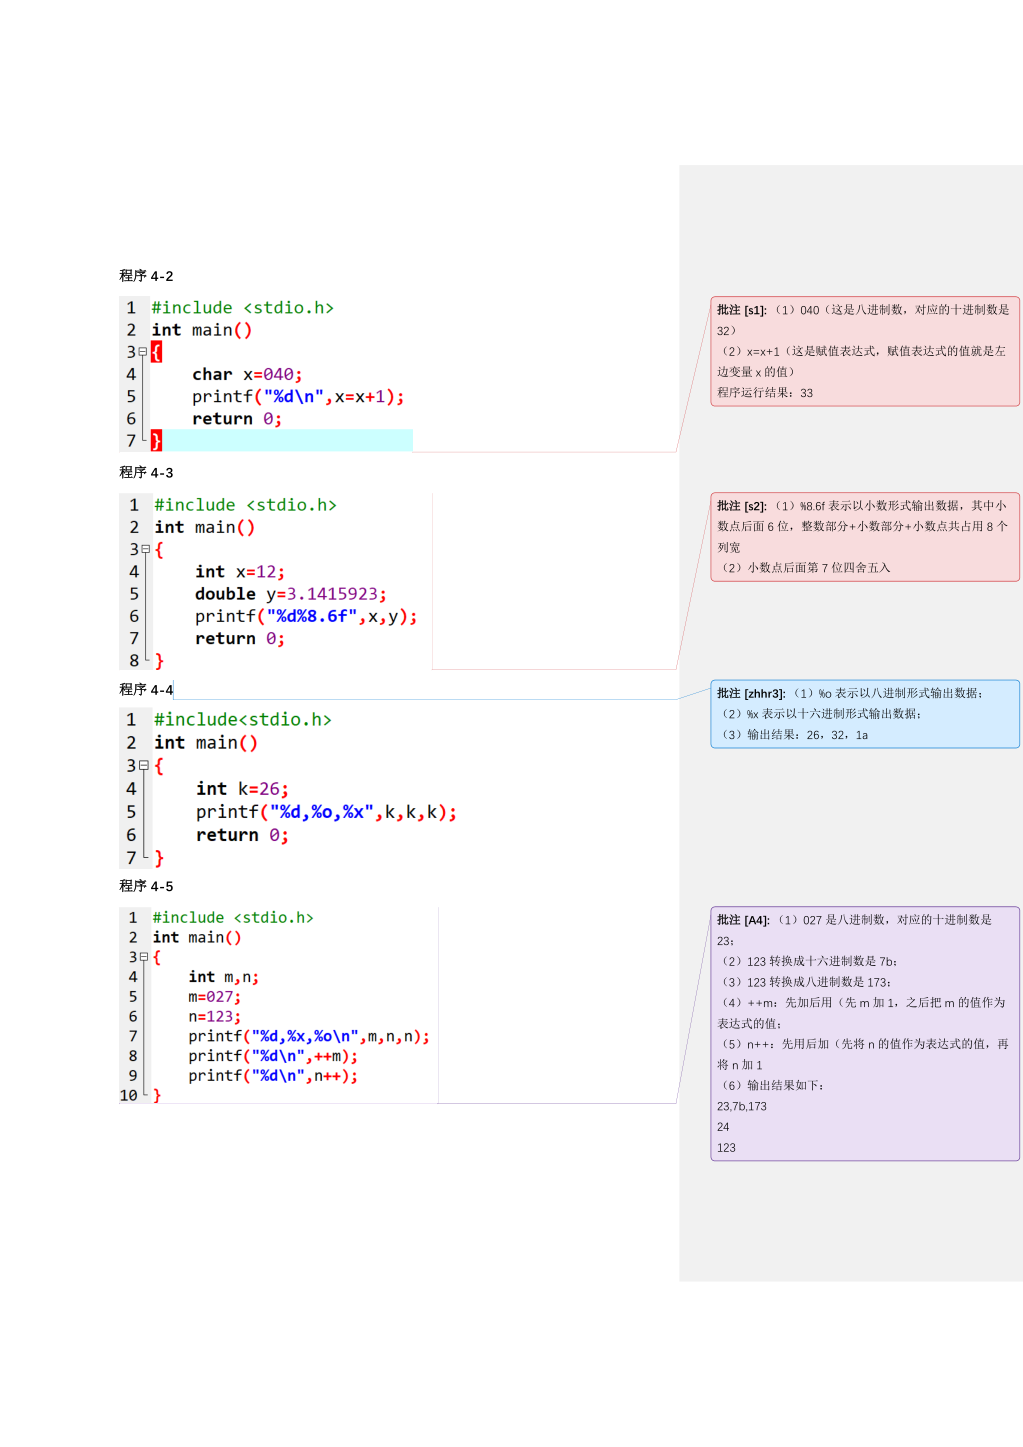 程序 4-2
1 #include <stdio.h>
2 int main()
3 {
4     char x=040;
5     printf("%d\n",x=x+1);
6     return 0;
7 }
批注 [s1]: （1）040（这是八进制数，对应的十进制数是
32）
（2）x=x+1（这是赋值表达式，赋值表达式的值就是左
边变量 x 的值）
程序运行结果：33
程序 4-3
1 #include <stdio.h>
2 int main()
3 {
4     int x=12;
5     double y=3.1415923;
6     printf("%d%8.6f",x,y);
7     return 0;
8 }
批注 [s2]: （1）%8.6f 表示以小数形式输出数据，其中小
数点后面 6 位，整数部分+小数部分+小数点共占用 8 个
列宽
（2）小数点后面第 7 位四舍五入
程序 4-4
1 #include<stdio.h>
2 int main()
3 {
4     int k=26;
5     printf("%d,%o,%x",k,k,k);
6     return 0;
7 }
批注 [zhhr3]: （1）%o 表示以八进制形式输出数据；
（2）%x 表示以十六进制形式输出数据；
（3）输出结果：26，32，1a
程序 4-5
1 #include <stdio.h>
2 int main()
3 {
4     int m,n;
5     m=027;
6     n=123;
7     printf("%d,%x,%o\n",m,n,n);
8     printf("%d\n",++m);
9     printf("%d\n",n++);
10 }
批注 [A4]: （1）027 是八进制数，对应的十进制数是
23；
（2）123 转换成十六进制数是 7b；
（3）123 转换成八进制数是 173；
（4）++m：先加后用（先 m 加 1，之后把 m 的值作为
表达式的值；
（5）n++：先用后加（先将 n 的值作为表达式的值，再
将 n 加 1
（6）输出结果如下：
23,7b,173
24
123